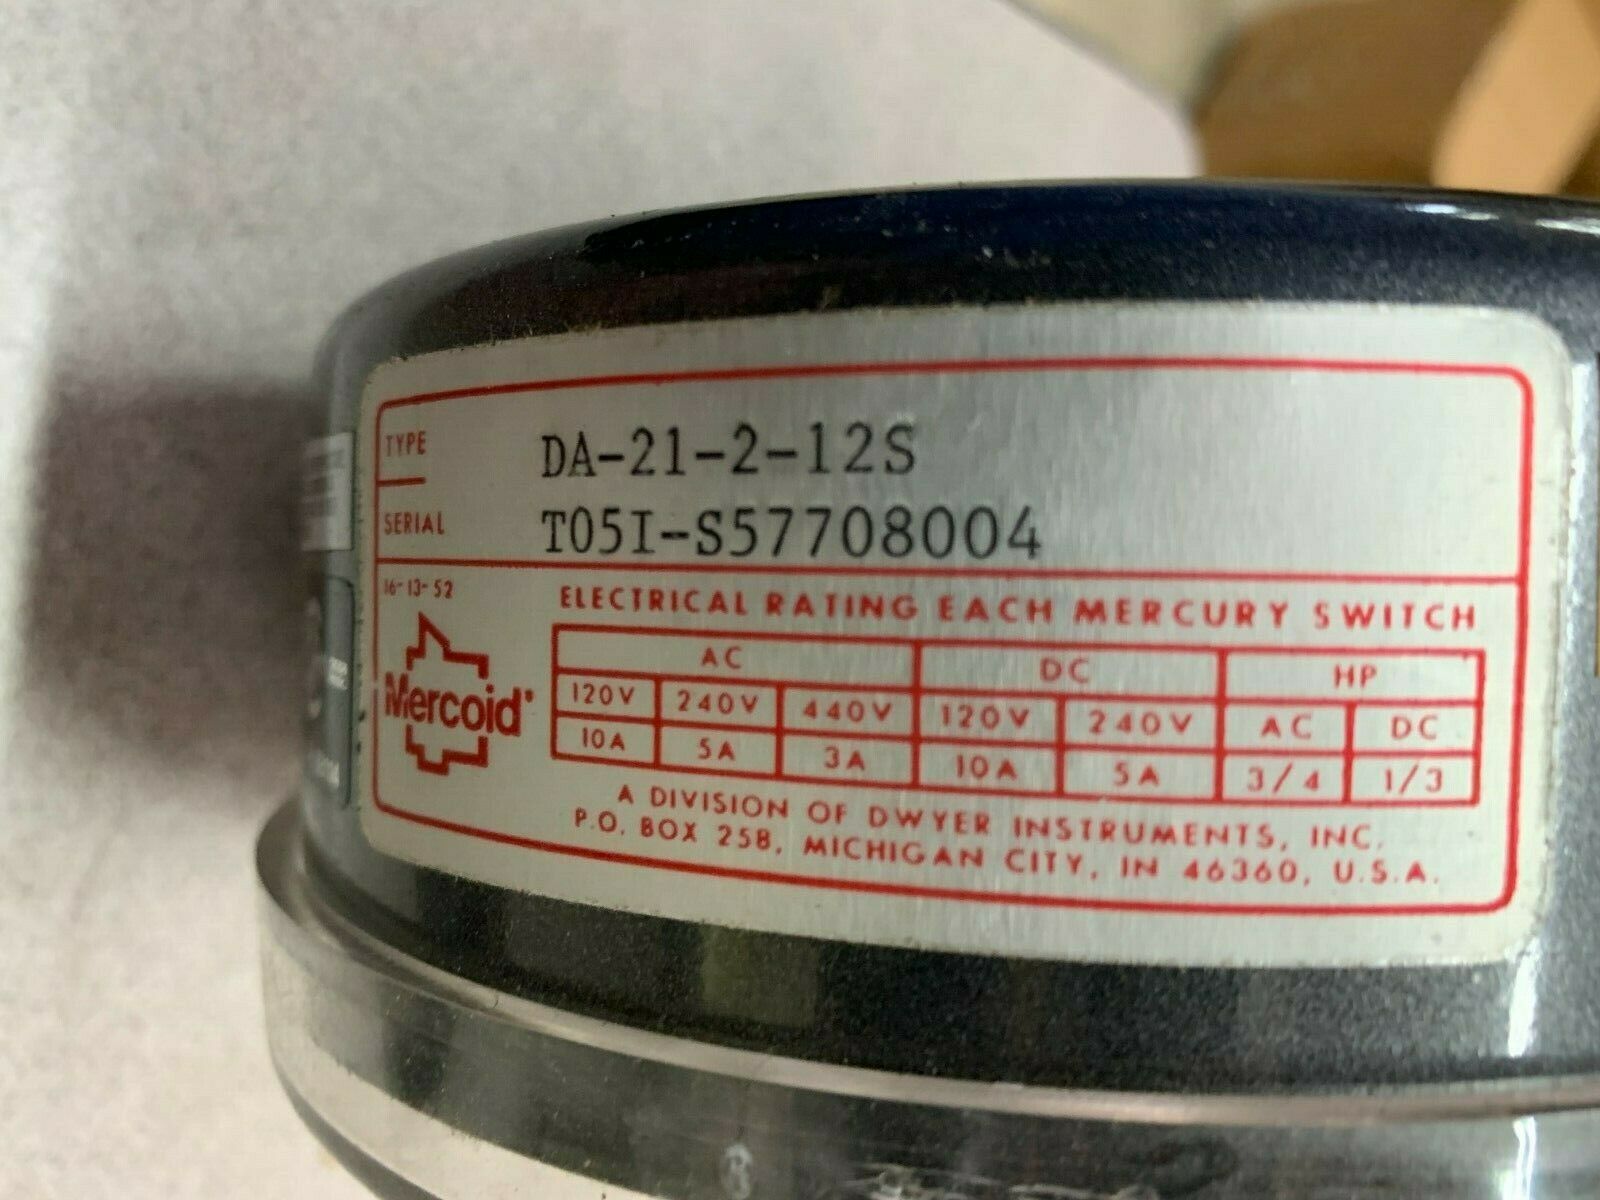 TYPE DA-21-2-12S
SERIAL T05I-S57708004
16-13-52
Mercoid
ELECTRICAL RATING EACH MERCURY SWITCH
AC DC HP
120V 240V 440V 120V 240V AC DC
10A 5A 3A 10A 5A 3/4 1/3
A DIVISION OF DWYER INSTRUMENTS, INC.
P.O. BOX 258, MICHIGAN CITY, IN 46360, U.S.A.